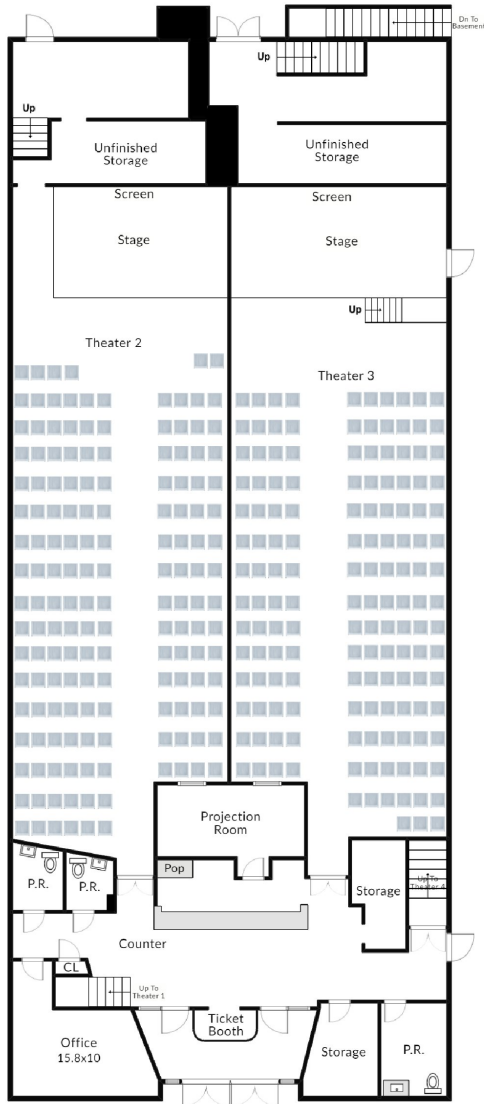 Dn To
Basement
Up
Up
Unfinished
Storage
Unfinished
Storage
Screen
Screen
Stage
Stage
Up
Theater 2
Theater 3
Projection
Room
Pop
P.R.
P.R.
Storage
Up To
Theater 4
Counter
CL
Up To
Theater 1
Ticket
Booth
Office
15.8x10
Storage
P.R.